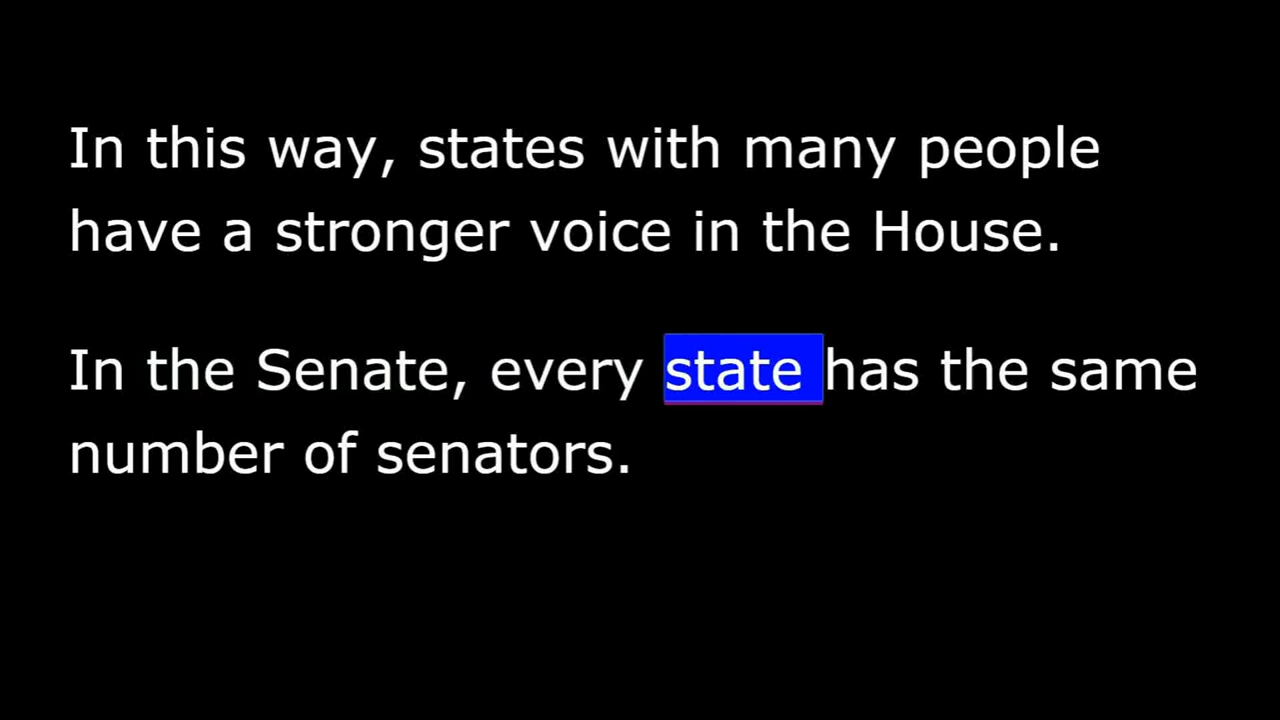 In this way, states with many people
have a stronger voice in the House.
In the Senate, every state has the same
number of senators.